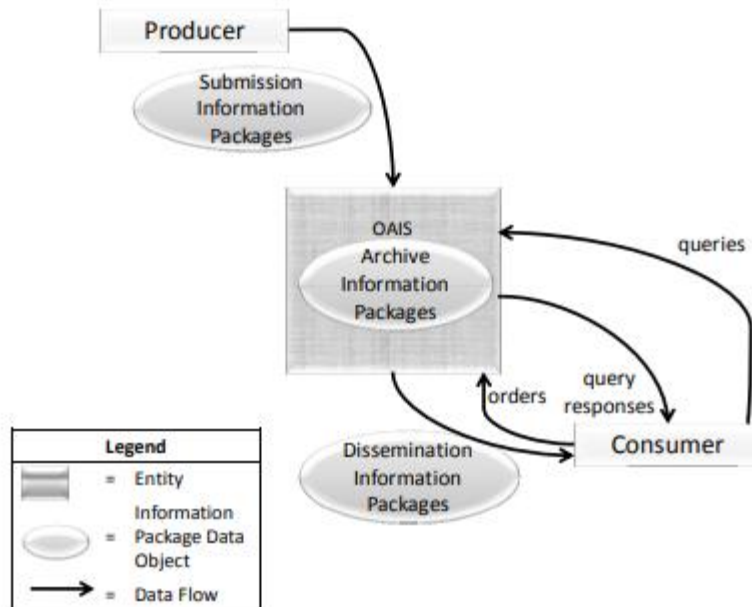 Producer
Submission
Information
Packages
OAIS
Archive
Information
Packages
queries
query
responses
orders
Consumer
Dissemination
Information
Packages
Legend
= Entity
Information
= Package Data
Object
= Data Flow